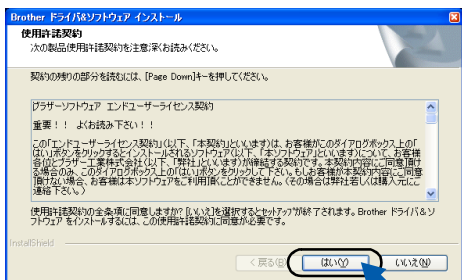 Brother ドライバ&ソフトウェア インストール
使用許諾契約
次の製品使用許諾契約を注意深くお読みください。
契約の残りの部分を読むには、[Page Down]キーを押してください。
ブラザーソフトウェア エンドユーザーライセンス契約
重要！！ よくお読み下さい！！
この「エンドユーザーライセンス契約」(以下、「本契約」といいます)は、お客様がこのダイアログボックス上の「
はい」ボタンをクリックするとインストールされるソフトウェア(以下、「本ソフトウェア」といいます)について、お客様
各位とブラザー工業株式会社(以下、「弊社」といいます)が締結する契約です。本契約内容にご同意頂け
る場合のみ、このダイアログボックス上の「はい」ボタンをクリックして下さい。もしお客様が本契約内容にご同意
頂けない場合、お客様は本ソフトウェアをご利用頂くことができません。(その場合は弊社若しくは購入元にご
連絡下さい。)
使用許諾契約の全条項に同意しますか? [いいえ]を選択するとセットアップが終了されます。Brother ドライバ&ソ
フトウェア をインストールするには、この使用許諾契約に同意が必要です。
InstallShield
< 戻る(B)
はい(Y)
いいえ(N)